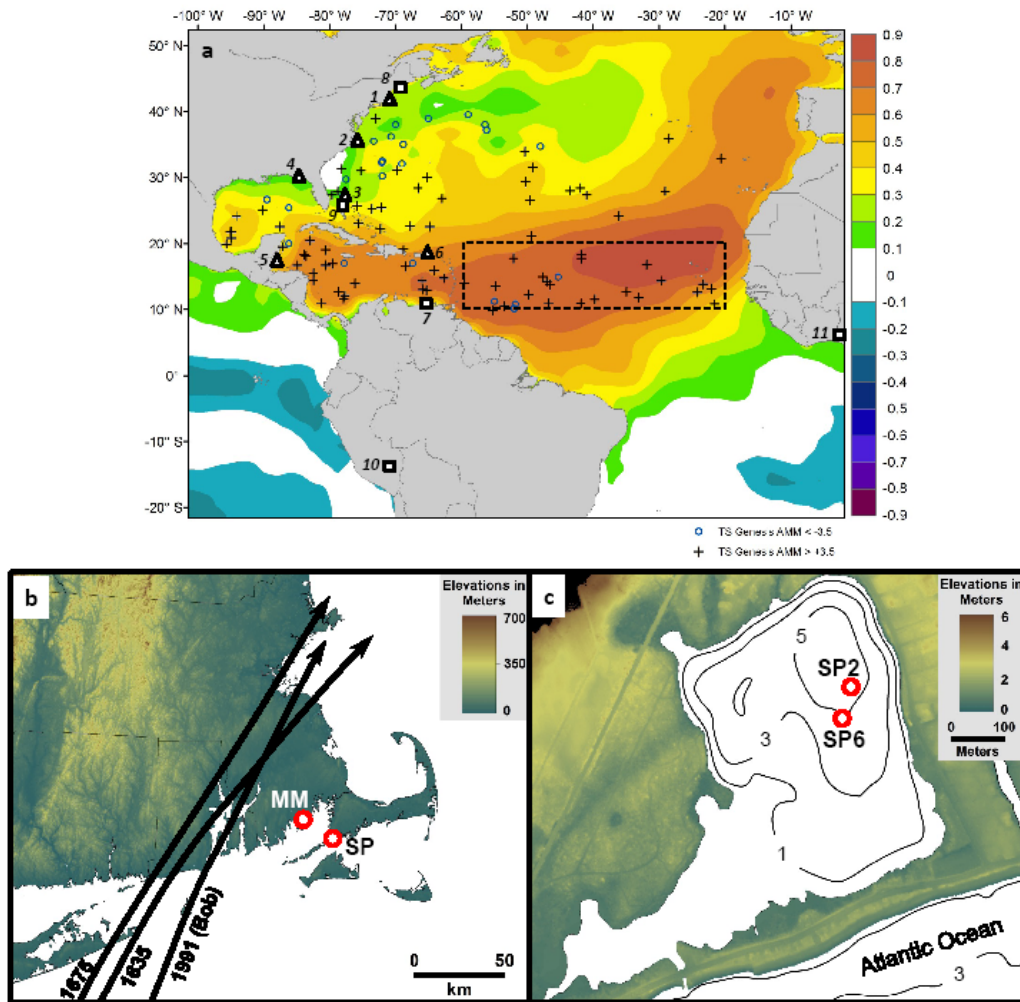 -100° W -90° W -80° W -70° W -60° W -50° W -40° W -30° W -20° W -10° W
a
50° N
40° N
30° N
20° N
10° N
0°
-10° S
-20° S
8
1
2
4
3
9
5
6
7
11
10
0.9
0.8
0.7
0.6
0.5
0.4
0.3
0.2
0.1
0
-0.1
-0.2
-0.3
-0.4
-0.5
-0.6
-0.7
-0.8
-0.9
TS Genesis AMM < -3.5
TS Genesis AMM > +3.5
b
Elevations in
Meters
700
350
0
MM
SP
1675
1635
1991 (Bob)
0 50
km
c
Elevations in
Meters
6
4
2
0
0 100
Meters
5
SP2
SP6
3
1
Atlantic Ocean
3